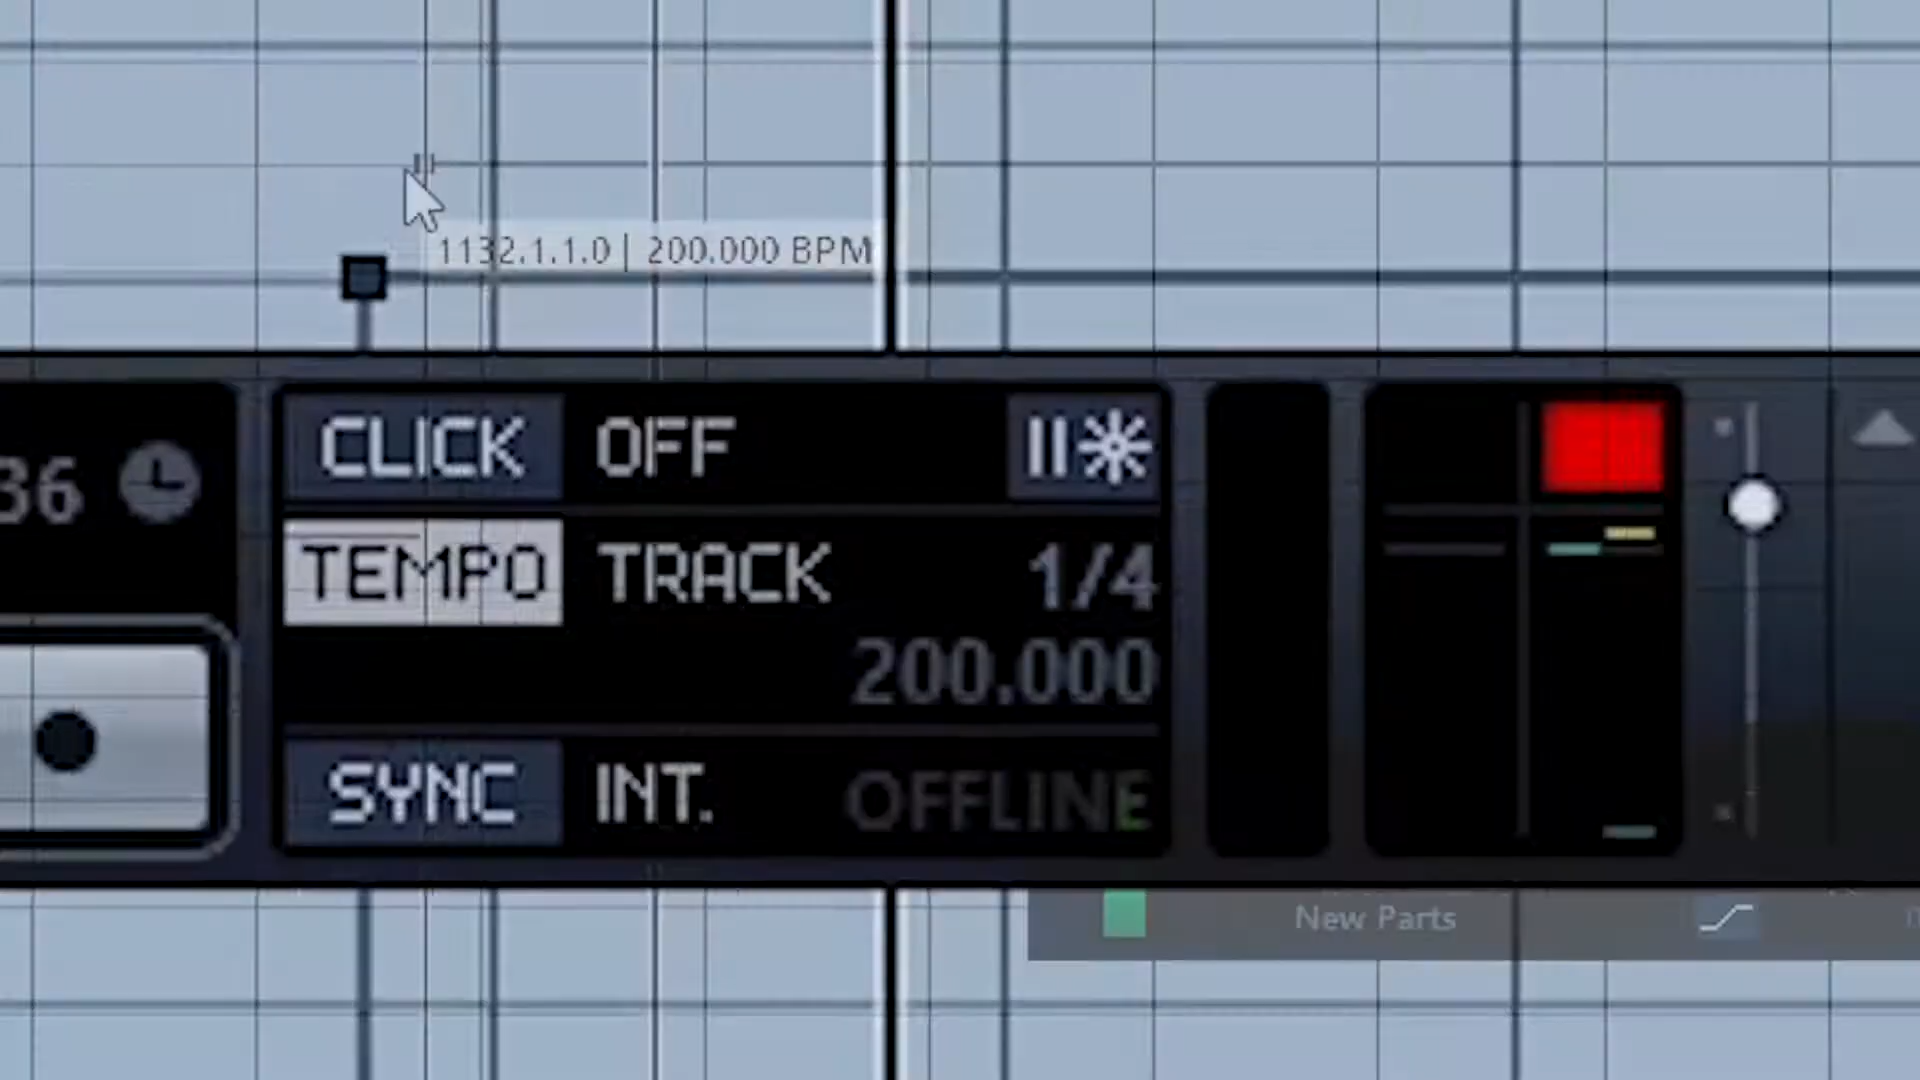 1132.1.1.0 | 200.000 BPM
36
CLICK OFF
TEMPO TRACK 1/4
200.000
SYNC INT. OFFLINE
New Parts